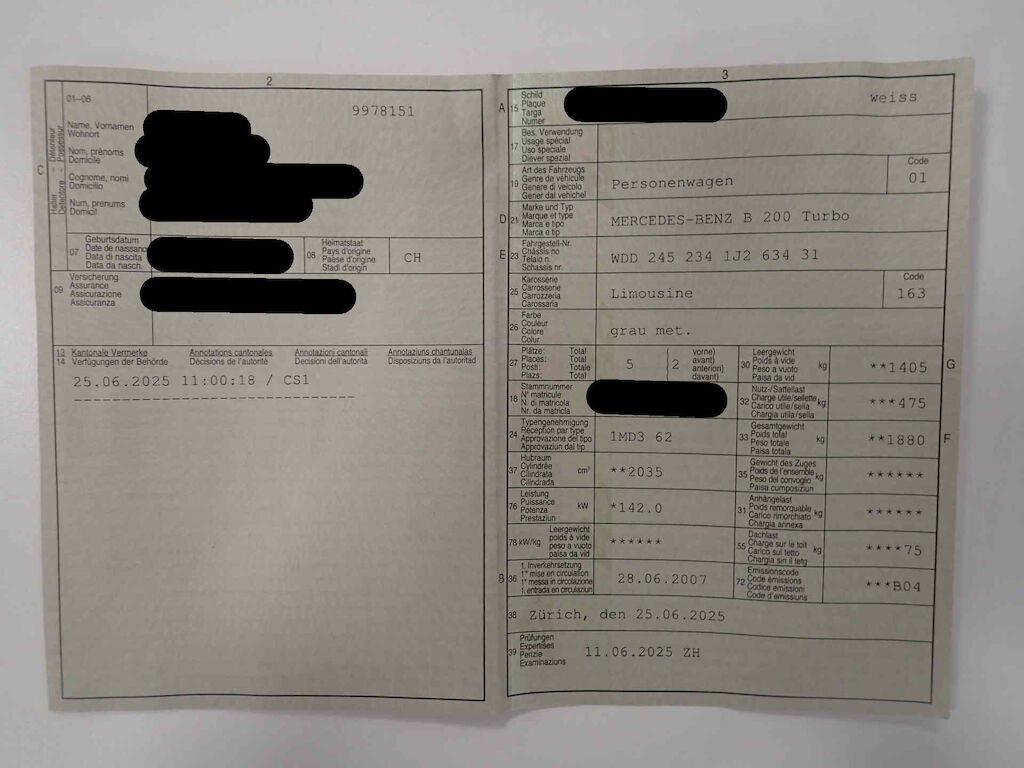 2
01-06
9978151
C
Halter - Détenteur
Detentore - Possessur
Name, Vornamen
Wohnort
Nom, prénoms
Domicile
Cognome, nomi
Domicilio
Num, prenums
Domicil
07
Geburtsdatum
Date de naissance
Data di nascita
Data da nasch.
08
Heimatstaat
Pays d'origine
Paese d'origine
Stadi d'origin
CH
09
Versicherung
Assurance
Assicurazione
Assicuranza
13 Kantonale Vermerke Annotations cantonales Annotazioni cantonali Annotaziuns chantunalas
14 Verfügungen der Behörde Décisions de l'autorité Decisioni dell'autorità Disposiziuns da l'autoritad
25.06.2025 11:00:18 / CS1
3
A 15
Schild
Plaque
Targa
Numer
weiss
17
Bes. Verwendung
Usage spécial
Uso speciale
Diever spezial
19
Art des Fahrzeugs
Genre de véhicule
Genere di veicolo
Gener dal vehichel
Personenwagen
Code
01
D 21
Marke und Typ
Marque et type
Marca e tipo
Marca e tip
MERCEDES-BENZ B 200 Turbo
E 23
Fahrgestell-Nr.
Châssis no
Telaio n.
Schassis nr.
WDD 245 234 1J2 634 31
25
Karosserie
Carrosserie
Carrozzeria
Carossaria
Limousine
Code
163
26
Farbe
Couleur
Colore
Colur
grau met.
27
Plätze: Total
Places: Total
Posti: Totale
Plazs: Total
5
2
vorne)
avant)
anteriori)
davant)
30
Leergewicht
Poids à vide
Peso a vuoto
Paisa da vid
kg
**1405
G
18
Stammnummer
N° matricule
N. di matricola
Nr. da matricla
32
Nutz-/Sattellast
Charge utile/sellette
Carico utile/sella
Chargia utila/sella
kg
***475
24
Typengenehmigung
Réception par type
Approvazione del tipo
Approvaziun dal tip
1MD3 62
33
Gesamtgewicht
Poids total
Peso totale
Paisa totala
kg
**1880
F
37
Hubraum
Cylindrée
Cilindrata
Cilindrada
cm³
**2035
35
Gewicht des Zuges
Poids de l'ensemble
Peso del convoglio
Paisa cumposiziun
kg
******
76
Leistung
Puissance
Potenza
Prestaziun
kW
*142.0
31
Anhängelast
Poids remorquable
Carico rimorchiato
Chargia annexa
kg
******
78 kW/kg
Leergewicht
poids à vide
peso a vuoto
paisa da vid
******
55
Dachlast
Charge sur le toit
Carico sul tetto
Chargia sin il tetg
kg
****75
B 36
1. Inverkehrsetzung
1re mise en circulation
1a messa in circolazione
1. entrada en circulaziun
28.06.2007
72
Emissionscode
Code émissions
Codice emissioni
Code d'emissiuns
***B04
38 Zürich, den 25.06.2025
39
Prüfungen
Expertises
Perizie
Examinaziuns
11.06.2025 ZH